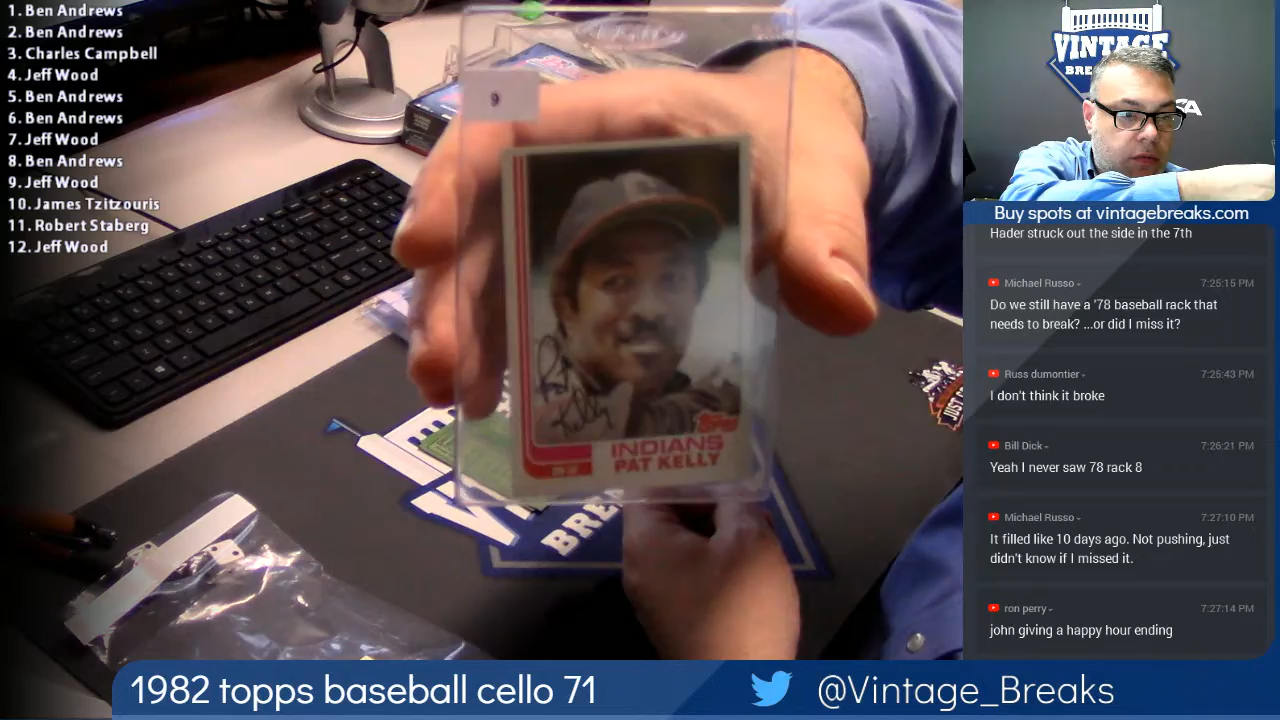 1. Ben Andrews
2. Ben Andrews
3. Charles Campbell
4. Jeff Wood
5. Ben Andrews
6. Ben Andrews
7. Jeff Wood
8. Ben Andrews
9. Jeff Wood
10. James Tzitzouris
11. Robert Staberg
12. Jeff Wood
9
Pat
Kelly
Topps
INDIANS
PAT KELLY
BRE
JUST
VINTAGE
BRE
Buy spots at vintagebreaks.com
Hader struck out the side in the 7th
Michael Russo
7:25:15 PM
Do we still have a '78 baseball rack that
needs to break? ...or did I miss it?
Russ dumontier
7:25:43 PM
I don't think it broke
Bill Dick
7:26:21 PM
Yeah I never saw 78 rack 8
Michael Russo
7:27:10 PM
It filled like 10 days ago. Not pushing, just
didn't know if I missed it.
ron perry
7:27:14 PM
john giving a happy hour ending
1982 topps baseball cello 71
@Vintage_Breaks